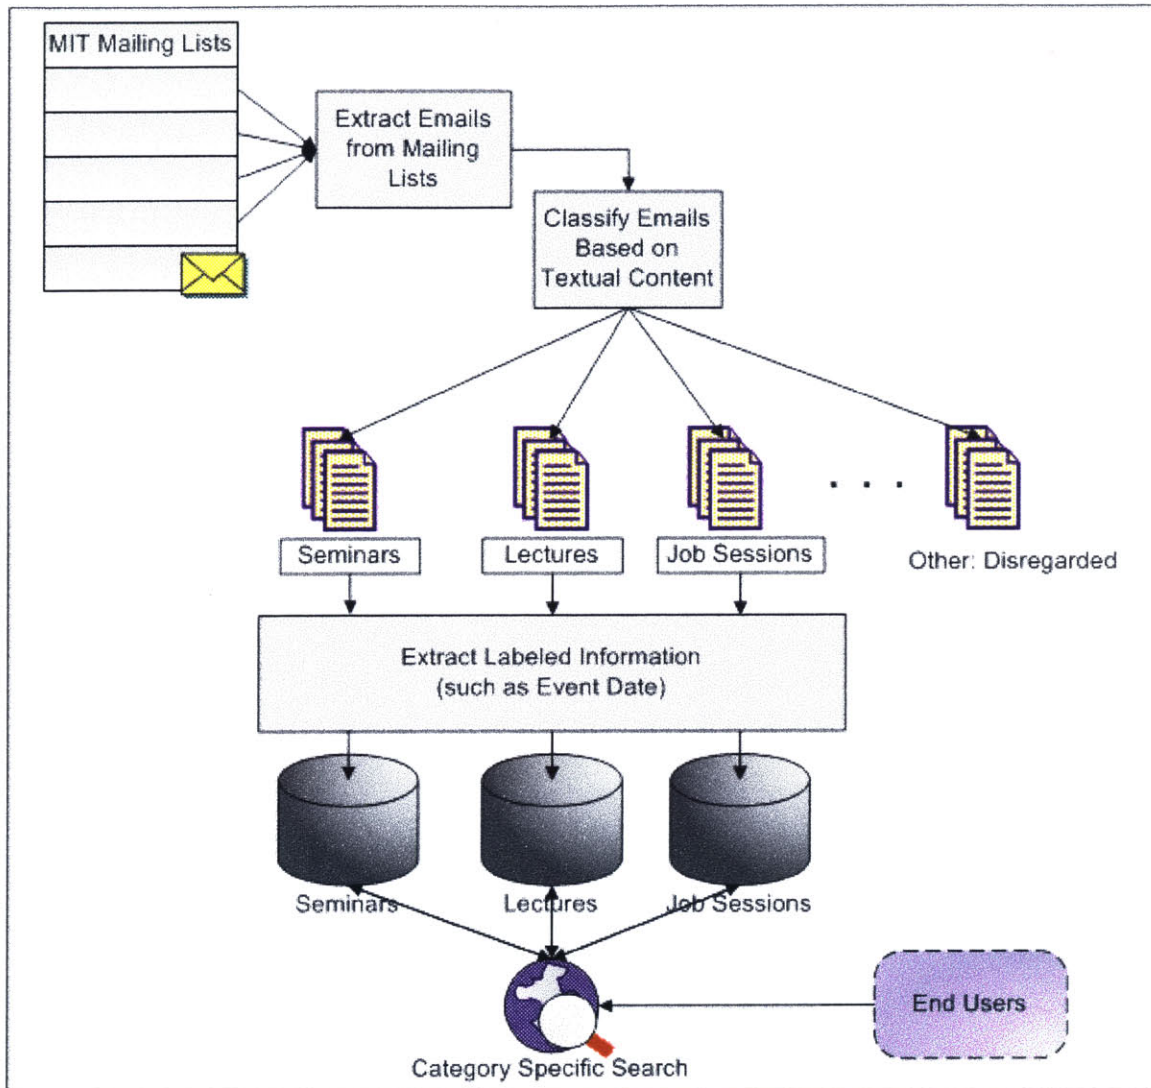 MIT Mailing Lists
Extract Emails
from Mailing
Lists
Classify Emails
Based on
Textual Content
. . .
Seminars
Lectures
Job Sessions
Other: Disregarded
Extract Labeled Information
(such as Event Date)
Seminars
Lectures
Job Sessions
End Users
Category Specific Search